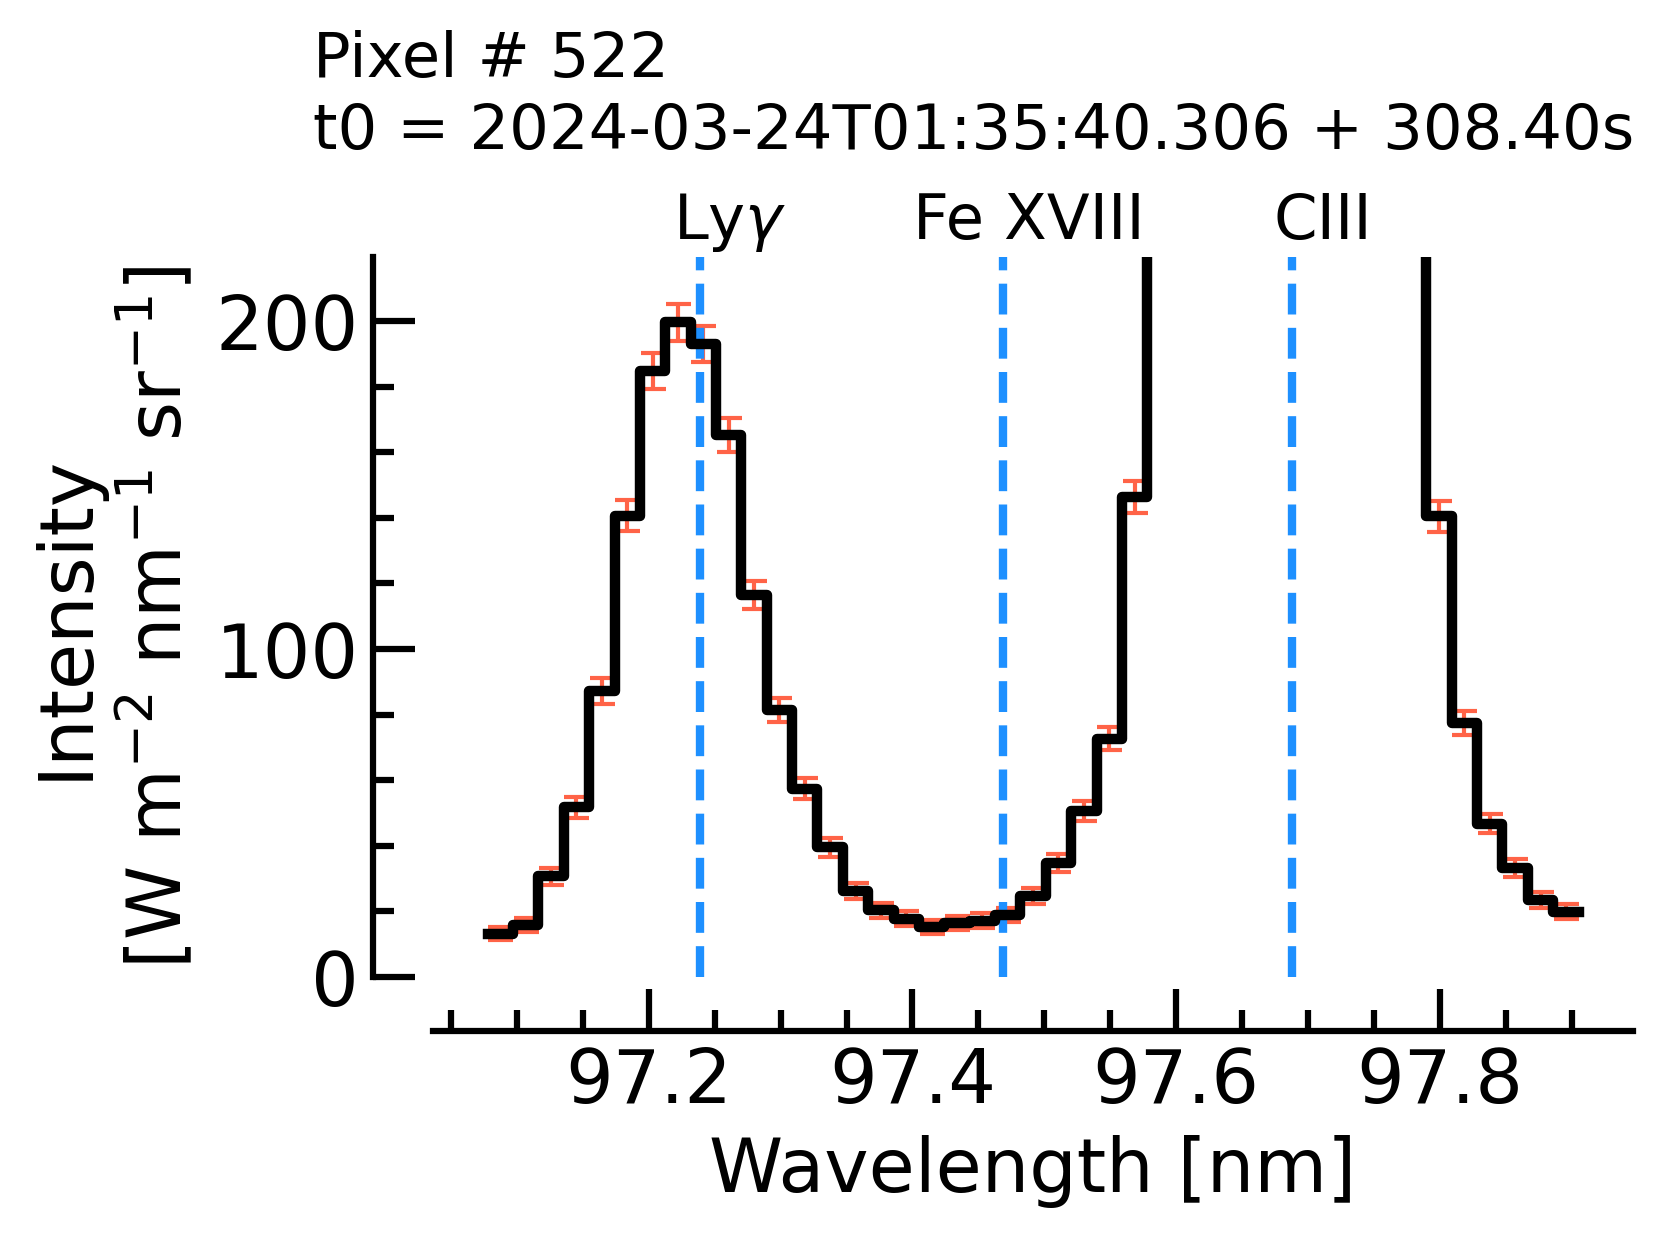 Pixel # 522
t0 = 2024-03-24T01:35:40.306 + 308.40s
Lyγ Fe XVIII CIII
Intensity
[W m⁻² nm⁻¹ sr⁻¹]
200
100
0
97.2 97.4 97.6 97.8
Wavelength [nm]